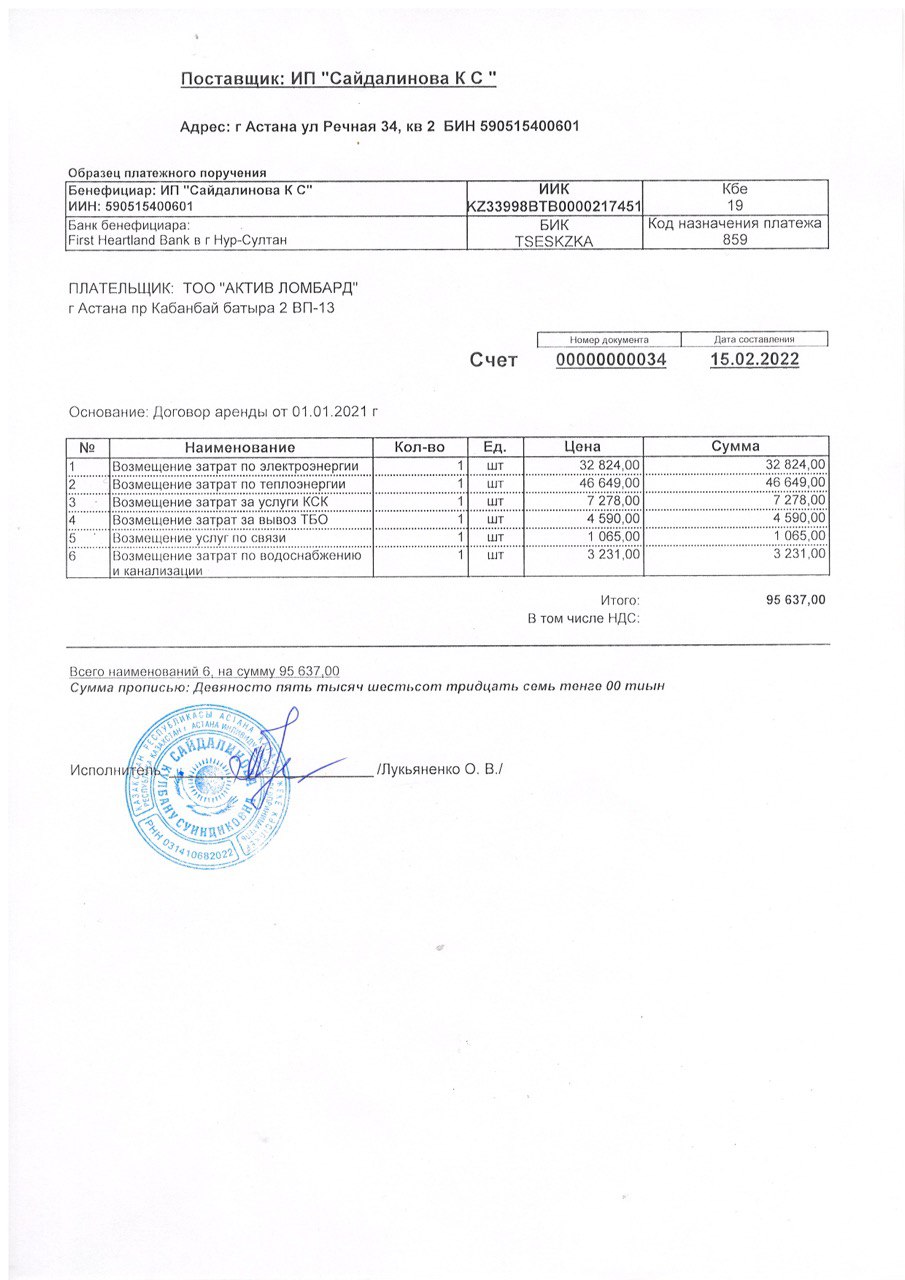 Поставщик: ИП "Сайдалинова К С "
Адрес: г Астана ул Речная 34, кв 2 БИН 590515400601
Образец платежного поручения
Бенефициар: ИП "Сайдалинова К С" ИИК Кбе
ИИН: 590515400601 KZ33998BTB0000217451 19
Банк бенефициара: БИК Код назначения платежа
First Heartland Bank в г Нур-Султан TSESKZKA 859
ПЛАТЕЛЬЩИК: ТОО "АКТИВ ЛОМБАРД"
г Астана пр Кабанбай батыра 2 ВП-13
Номер документа Дата составления
Счет 00000000034 15.02.2022
Основание: Договор аренды от 01.01.2021 г
№ Наименование Кол-во Ед. Цена Сумма
1 Возмещение затрат по электроэнергии 1 шт 32 824,00 32 824,00
2 Возмещение затрат по теплоэнергии 1 шт 46 649,00 46 649,00
3 Возмещение затрат за услуги КСК 1 шт 7 278,00 7 278,00
4 Возмещение затрат за вывоз ТБО 1 шт 4 590,00 4 590,00
5 Возмещение услуг по связи 1 шт 1 065,00 1 065,00
6 Возмещение затрат по водоснабжению 1 шт 3 231,00 3 231,00
и канализации
Итого: 95 637,00
В том числе НДС:
Всего наименований 6, на сумму 95 637,00
Сумма прописью: Девяносто пять тысяч шестьсот тридцать семь тенге 00 тиын
Исполнитель /Лукьяненко О. В./
ҚАЗАҚСТАН РЕСПУБЛИКАСЫ АСТАНА
РЕСПУБЛИКА КАЗАХСТАН г. АСТАНА
САЙДАЛИНОВА
СУИНДИКОВНА
РНН 031410682022